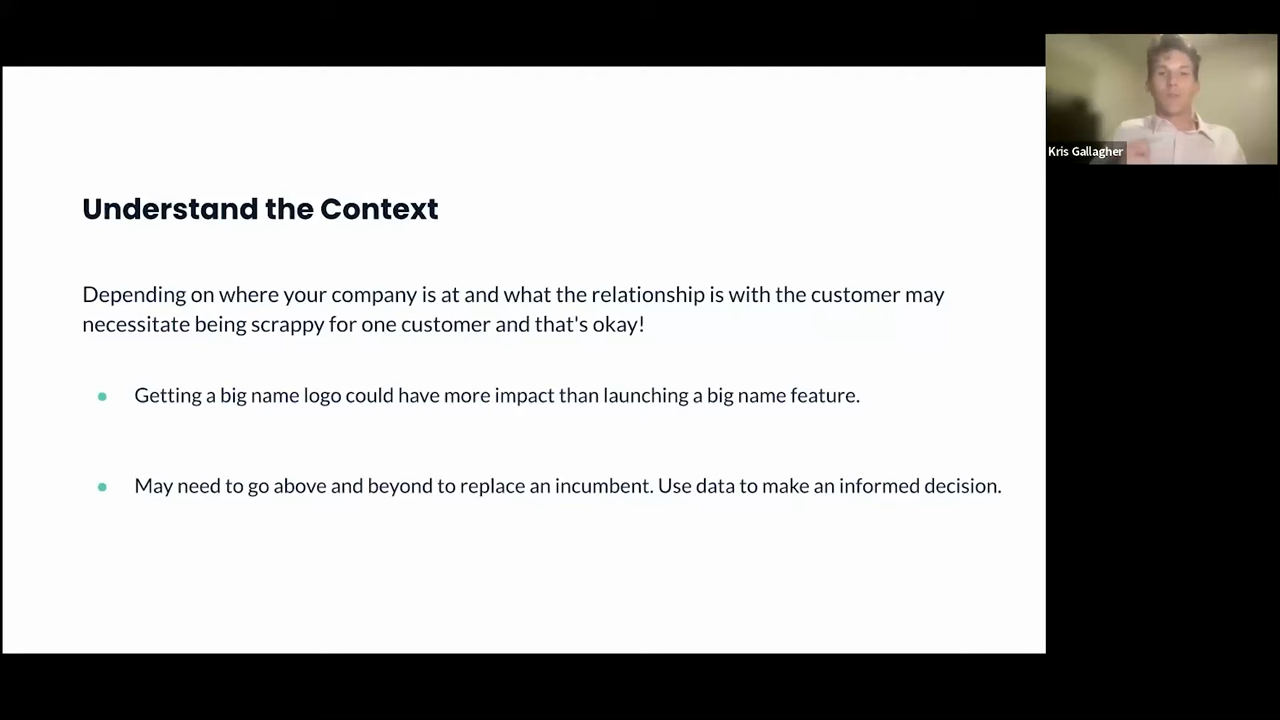 Kris Gallagher
Understand the Context
Depending on where your company is at and what the relationship is with the customer may
necessitate being scrappy for one customer and that's okay!
Getting a big name logo could have more impact than launching a big name feature.
May need to go above and beyond to replace an incumbent. Use data to make an informed decision.